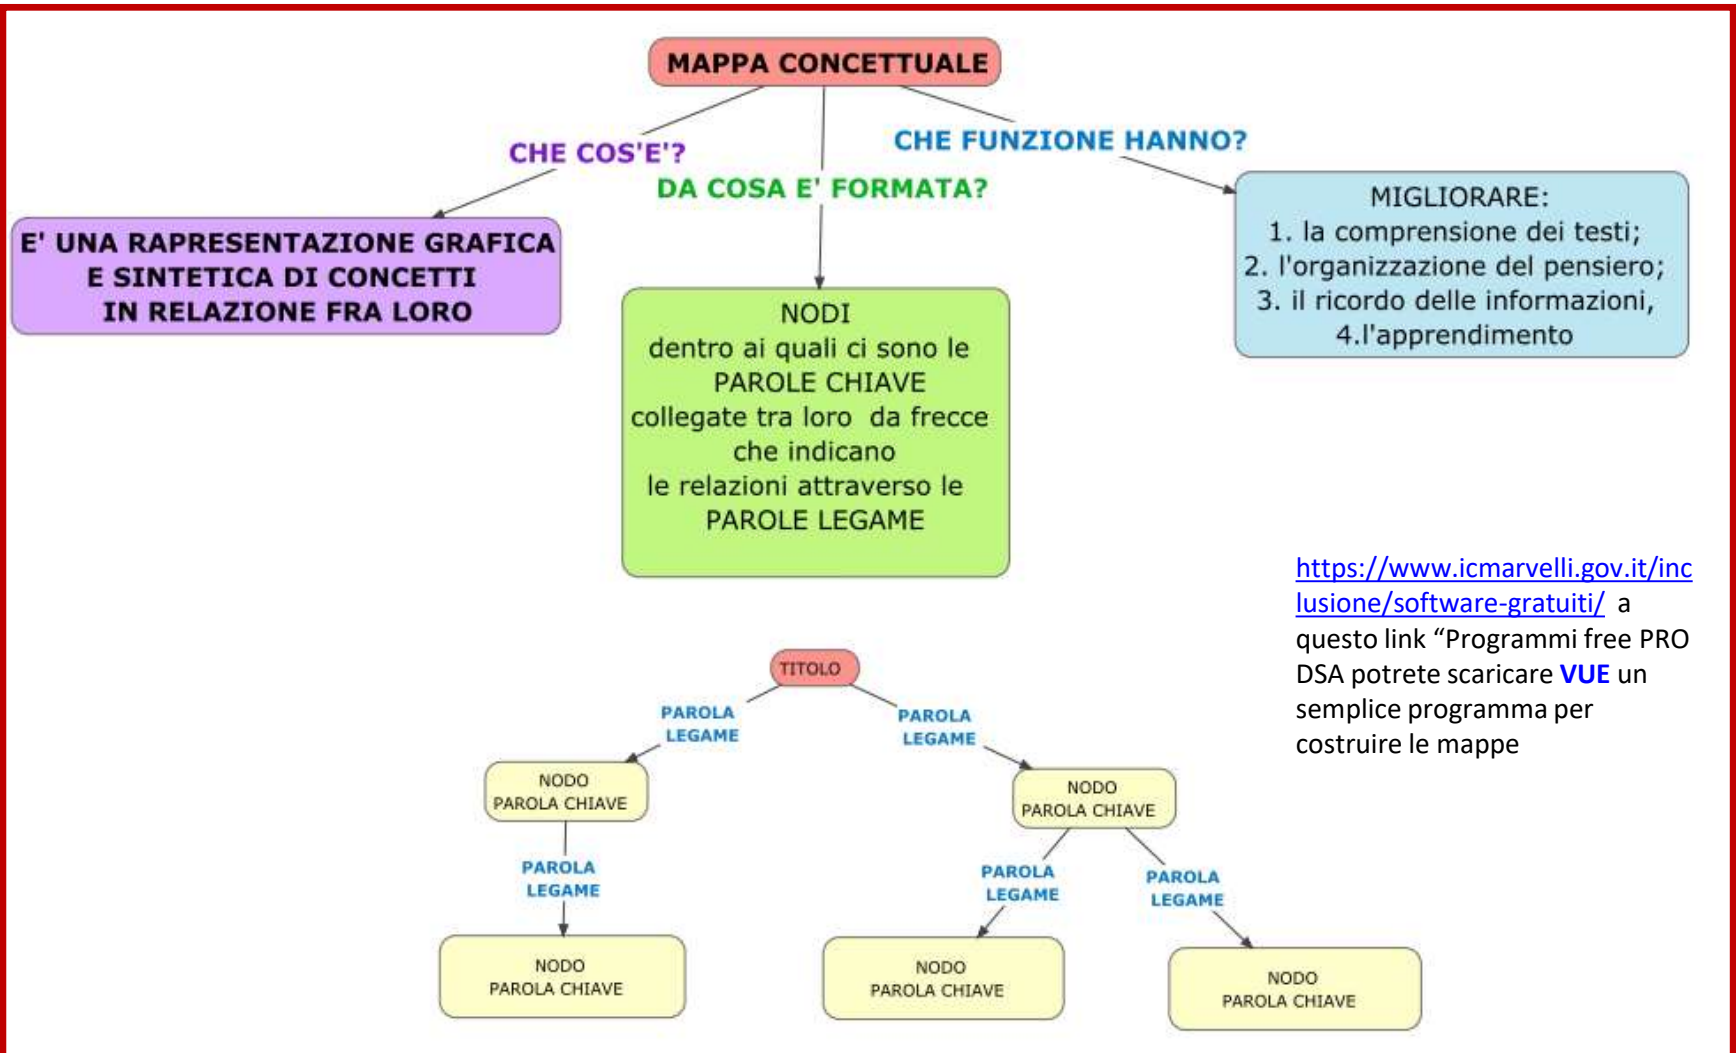 MAPPA CONCETTUALE
CHE COS'E'?
DA COSA E' FORMATA?
CHE FUNZIONE HANNO?
E' UNA RAPRESENTAZIONE GRAFICA
E SINTETICA DI CONCETTI
IN RELAZIONE FRA LORO
NODI
dentro ai quali ci sono le
PAROLE CHIAVE
collegate tra loro da frecce
che indicano
le relazioni attraverso le
PAROLE LEGAME
MIGLIORARE:
1. la comprensione dei testi;
2. l'organizzazione del pensiero;
3. il ricordo delle informazioni,
4.l'apprendimento
https://www.icmarvelli.gov.it/inc
lusione/software-gratuiti/ a
questo link “Programmi free PRO
DSA potrete scaricare VUE un
semplice programma per
costruire le mappe
TITOLO
PAROLA
LEGAME
PAROLA
LEGAME
NODO
PAROLA CHIAVE
NODO
PAROLA CHIAVE
PAROLA
LEGAME
PAROLA
LEGAME
PAROLA
LEGAME
NODO
PAROLA CHIAVE
NODO
PAROLA CHIAVE
NODO
PAROLA CHIAVE